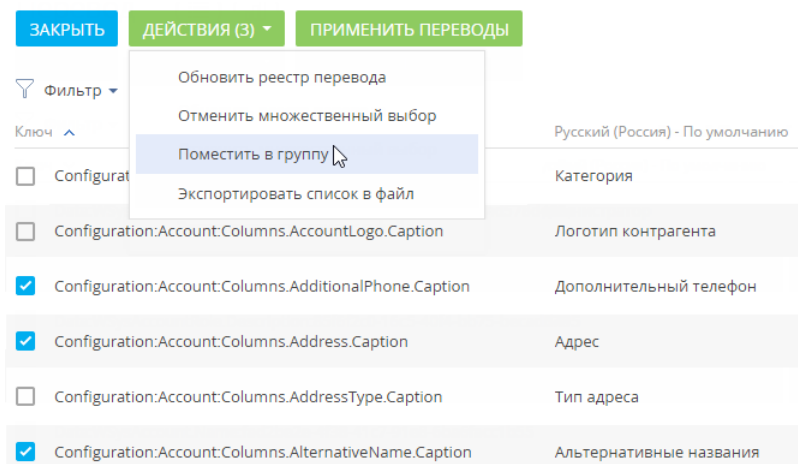 ЗАКРЫТЬ ДЕЙСТВИЯ (3) ПРИМЕНИТЬ ПЕРЕВОДЫ
Обновить реестр перевода
Фильтр
Отменить множественный выбор
Ключ Русский (Россия) - По умолчанию
Поместить в группу
Configurat Категория
Экспортировать список в файл
Configuration:Account:Columns.AccountLogo.Caption Логотип контрагента
Configuration:Account:Columns.AdditionalPhone.Caption Дополнительный телефон
Configuration:Account:Columns.Address.Caption Адрес
Configuration:Account:Columns.AddressType.Caption Тип адреса
Configuration:Account:Columns.AlternativeName.Caption Альтернативные названия